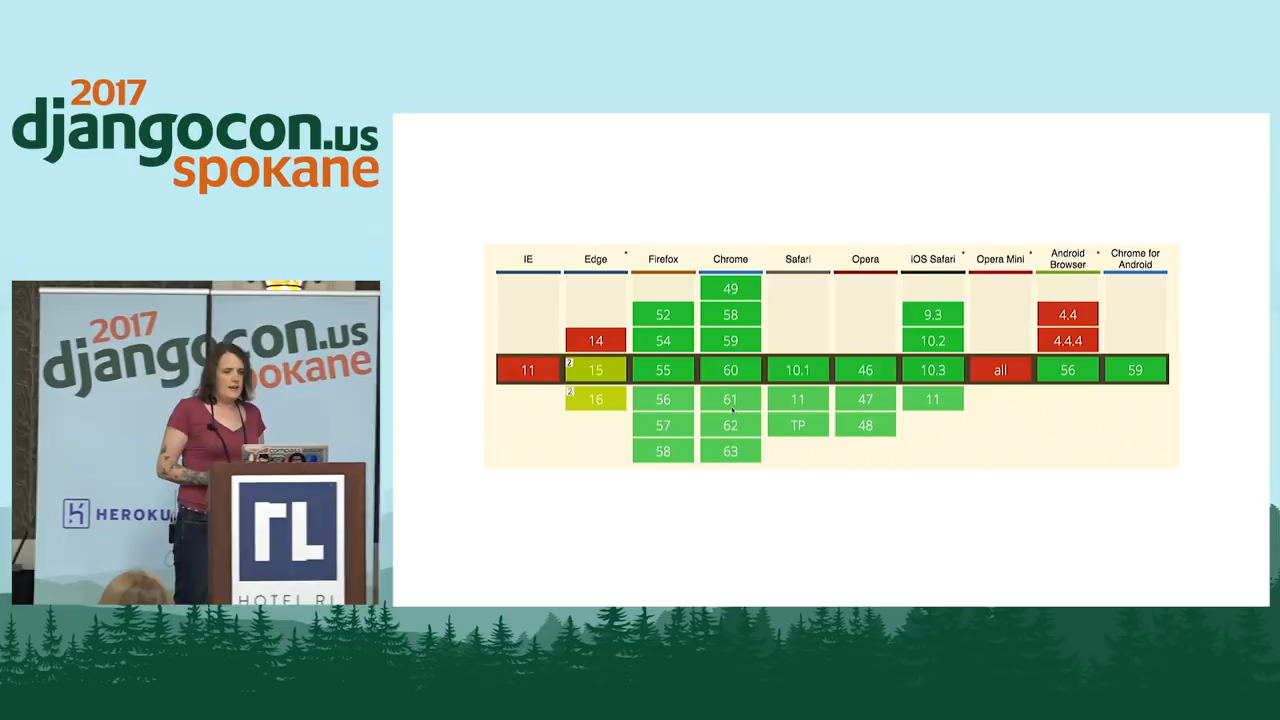 2017
djangocon.us
spokane
2017
djangocon.us
spokane
HEROKU
RL
HOTEL RL
IE Edge * Firefox Chrome Safari Opera iOS Safari * Opera Mini * Android Browser * Chrome for Android
49
52 58 9.3 4.4
14 54 59 10.2 4.4.4
11 2 15 55 60 10.1 46 10.3 all 56 59
2 16 56 61 11 47 11
57 62 TP 48
58 63